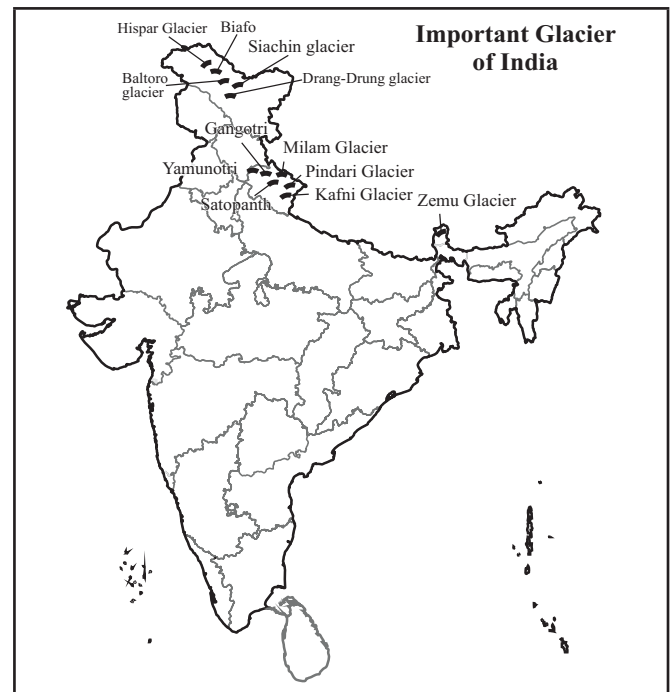 Important Glacier
of India
Hispar Glacier
Biafo
Siachin glacier
Baltoro
glacier
Drang-Drung glacier
Gangotri
Milam Glacier
Yamunotri
Pindari Glacier
Satopanth
Kafni Glacier
Zemu Glacier